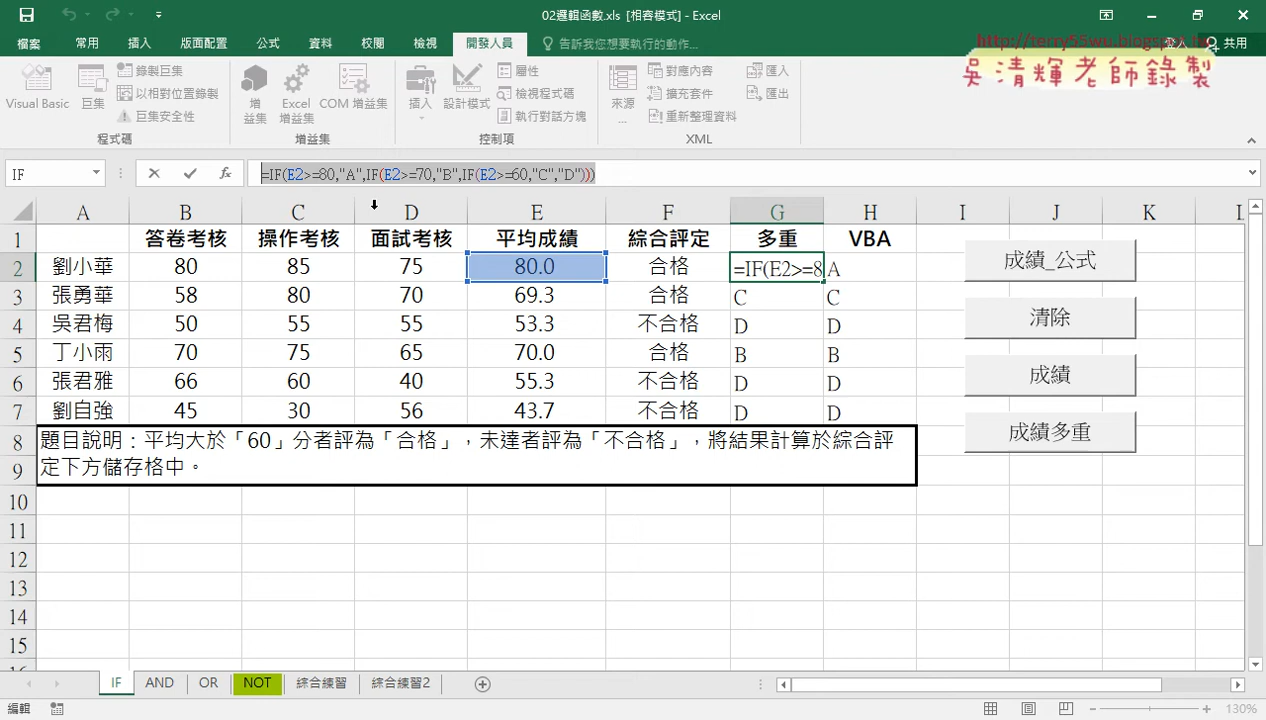 02邏輯函數.xls [相容模式] - Excel
http://terry55wu.blogspot.tw
吳清輝老師錄製
檔案 常用 插入 版面配置 公式 資料 校閱 檢視 開發人員 告訴我您想要執行的動作... 登入 共用
Visual Basic 巨集 錄製巨集 以相對位置錄製 巨集安全性 增益集 Excel 增益集 COM 增益集 插入 設計模式 屬性 檢視程式碼 執行對話方塊 來源 ... 對應內容 擴充套件 重新整理資料 匯入 匯出
程式碼 增益集 控制項 XML
IF fx =IF(E2>=80,"A",IF(E2>=70,"B",IF(E2>=60,"C","D")))
A B C D E F G H I J K L
1 答卷考核 操作考核 面試考核 平均成績 綜合評定 多重 VBA
2 劉小華 80 85 75 80.0 合格 =IF(E2>=8 A
3 張勇華 58 80 70 69.3 合格 C C
4 吳君梅 50 55 55 53.3 不合格 D D
5 丁小雨 70 75 65 70.0 合格 B B
6 張君雅 66 60 40 55.3 不合格 D D
7 劉自強 45 30 56 43.7 不合格 D D
8 題目說明：平均大於「60」分者評為「合格」，未達者評為「不合格」，將結果計算於綜合評
9 定下方儲存格中。
10
11
12
13
14
15
成績_公式
清除
成績
成績多重
IF AND OR NOT 綜合練習 綜合練習2
編輯 130%